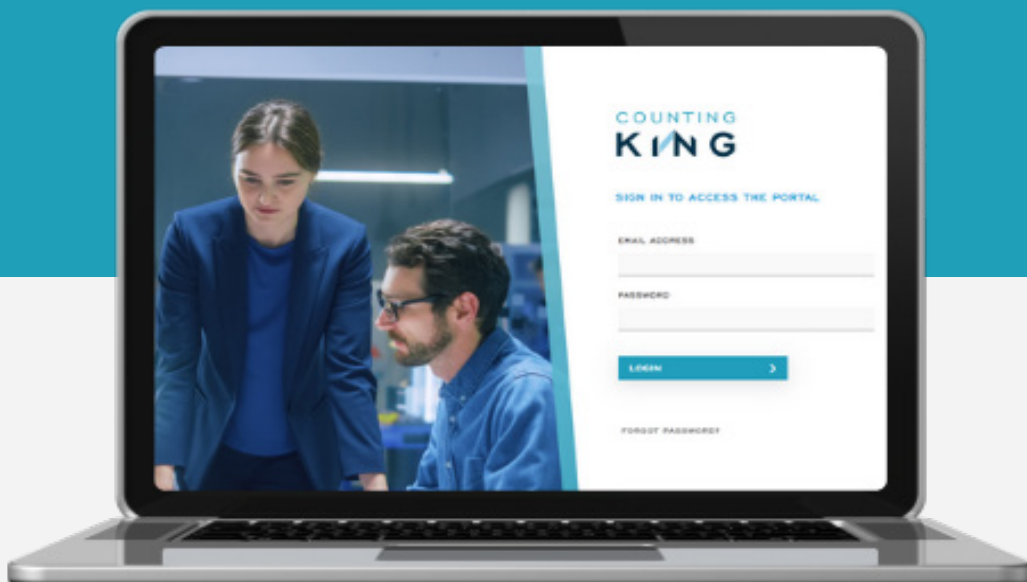 COUNTING
KING
SIGN IN TO ACCESS THE PORTAL
EMAIL ADDRESS
PASSWORD
LOGIN
FORGOT PASSWORD?